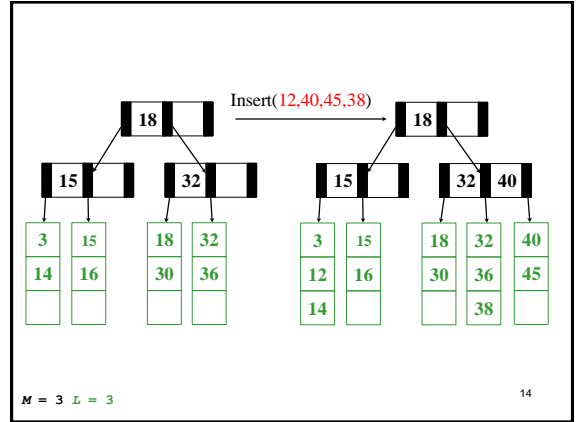 Insert(12,40,45,38)
18 18
15 32 15 32 40
3 15 18 32 3 15 18 32 40
14 16 30 36 12 16 30 36 45
14 38
M = 3 L = 3
14